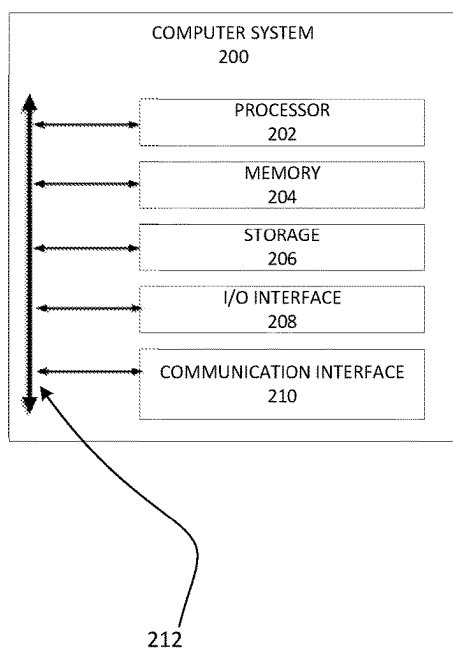 COMPUTER SYSTEM
200
PROCESSOR
202
MEMORY
204
STORAGE
206
I/O INTERFACE
208
COMMUNICATION INTERFACE
210
212